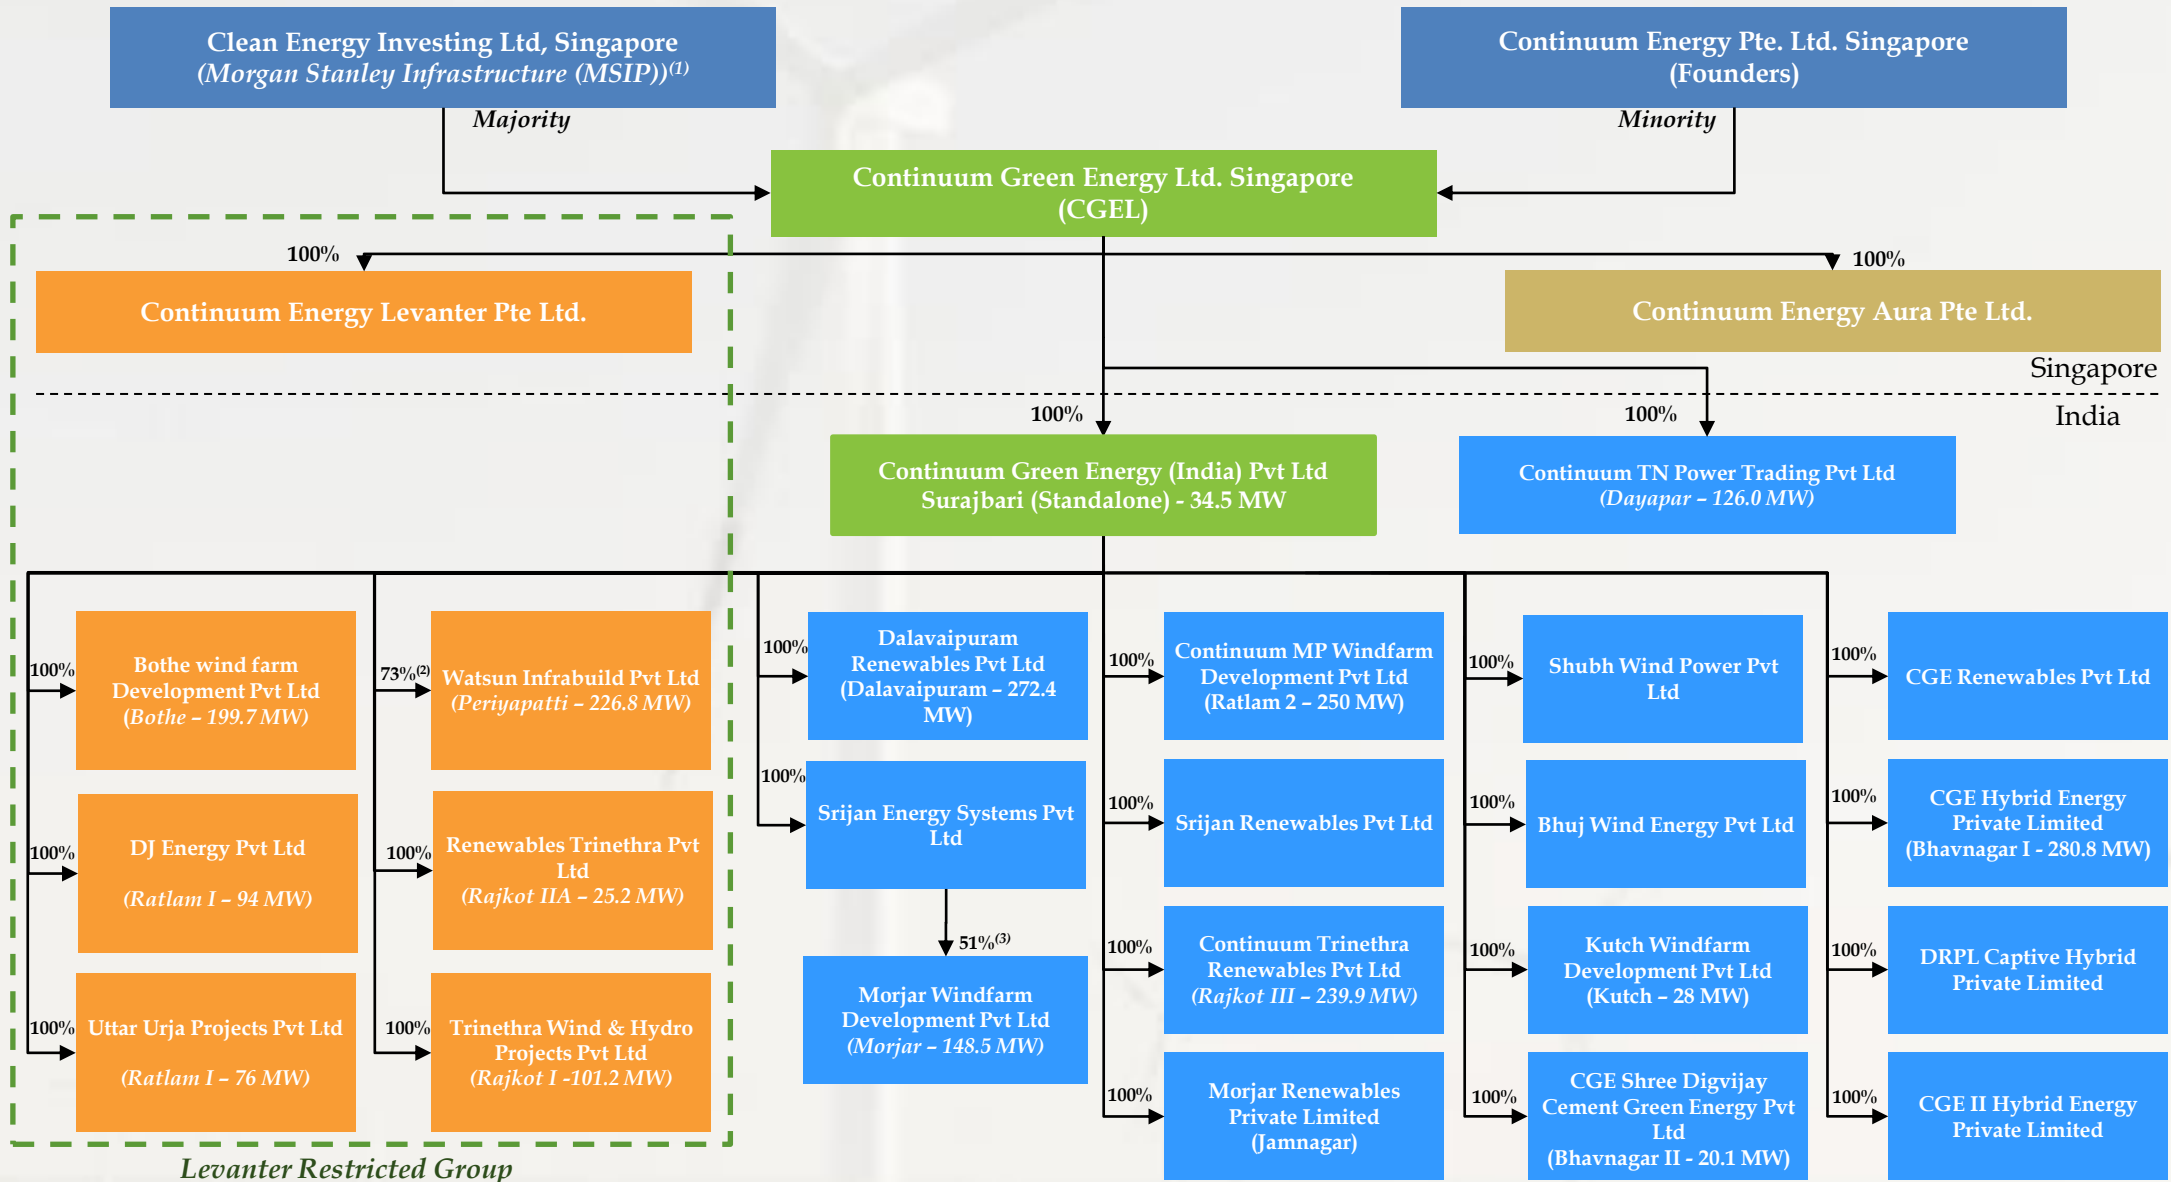 Clean Energy Investing Ltd, Singapore
(Morgan Stanley Infrastructure (MSIP))(1)
Continuum Energy Pte. Ltd. Singapore
(Founders)
Majority
Minority
Continuum Green Energy Ltd. Singapore
(CGEL)
100%
100%
Continuum Energy Levanter Pte Ltd.
Continuum Energy Aura Pte Ltd.
Singapore
India
100%
100%
Continuum Green Energy (India) Pvt Ltd
Surajbari (Standalone) - 34.5 MW
Continuum TN Power Trading Pvt Ltd
(Dayapar – 126.0 MW)
100%
Bothe wind farm
Development Pvt Ltd
(Bothe – 199.7 MW)
100%
DJ Energy Pvt Ltd
(Ratlam I – 94 MW)
100%
Uttar Urja Projects Pvt Ltd
(Ratlam I – 76 MW)
73%(2)
Watsun Infrabuild Pvt Ltd
(Periyapatti – 226.8 MW)
100%
Renewables Trinethra Pvt
Ltd
(Rajkot IIA – 25.2 MW)
100%
Trinethra Wind & Hydro
Projects Pvt Ltd
(Rajkot I -101.2 MW)
Levanter Restricted Group
100%
Dalavaipuram
Renewables Pvt Ltd
(Dalavaipuram – 272.4
MW)
100%
Srijan Energy Systems Pvt
Ltd
51%(3)
Morjar Windfarm
Development Pvt Ltd
(Morjar – 148.5 MW)
100%
Continuum MP Windfarm
Development Pvt Ltd
(Ratlam 2 – 250 MW)
100%
Srijan Renewables Pvt Ltd
100%
Continuum Trinethra
Renewables Pvt Ltd
(Rajkot III – 239.9 MW)
100%
Morjar Renewables
Private Limited
(Jamnagar)
100%
Shubh Wind Power Pvt
Ltd
100%
Bhuj Wind Energy Pvt Ltd
100%
Kutch Windfarm
Development Pvt Ltd
(Kutch – 28 MW)
100%
CGE Shree Digvijay
Cement Green Energy Pvt
Ltd
(Bhavnagar II - 20.1 MW)
100%
CGE Renewables Pvt Ltd
100%
CGE Hybrid Energy
Private Limited
(Bhavnagar I - 280.8 MW)
100%
DRPL Captive Hybrid
Private Limited
100%
CGE II Hybrid Energy
Private Limited